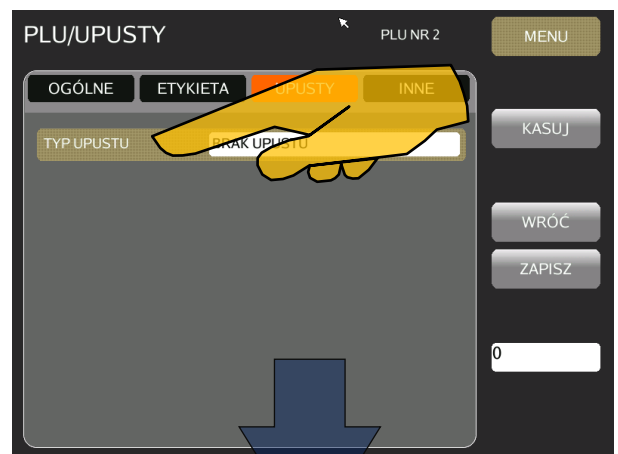 PLU/UPUSTY
PLU NR 2
MENU
OGÓLNE
ETYKIETA
UPUSTY
INNE
KASUJ
TYP UPUSTU
BRAK UPUSTU
WRÓĆ
ZAPISZ
0